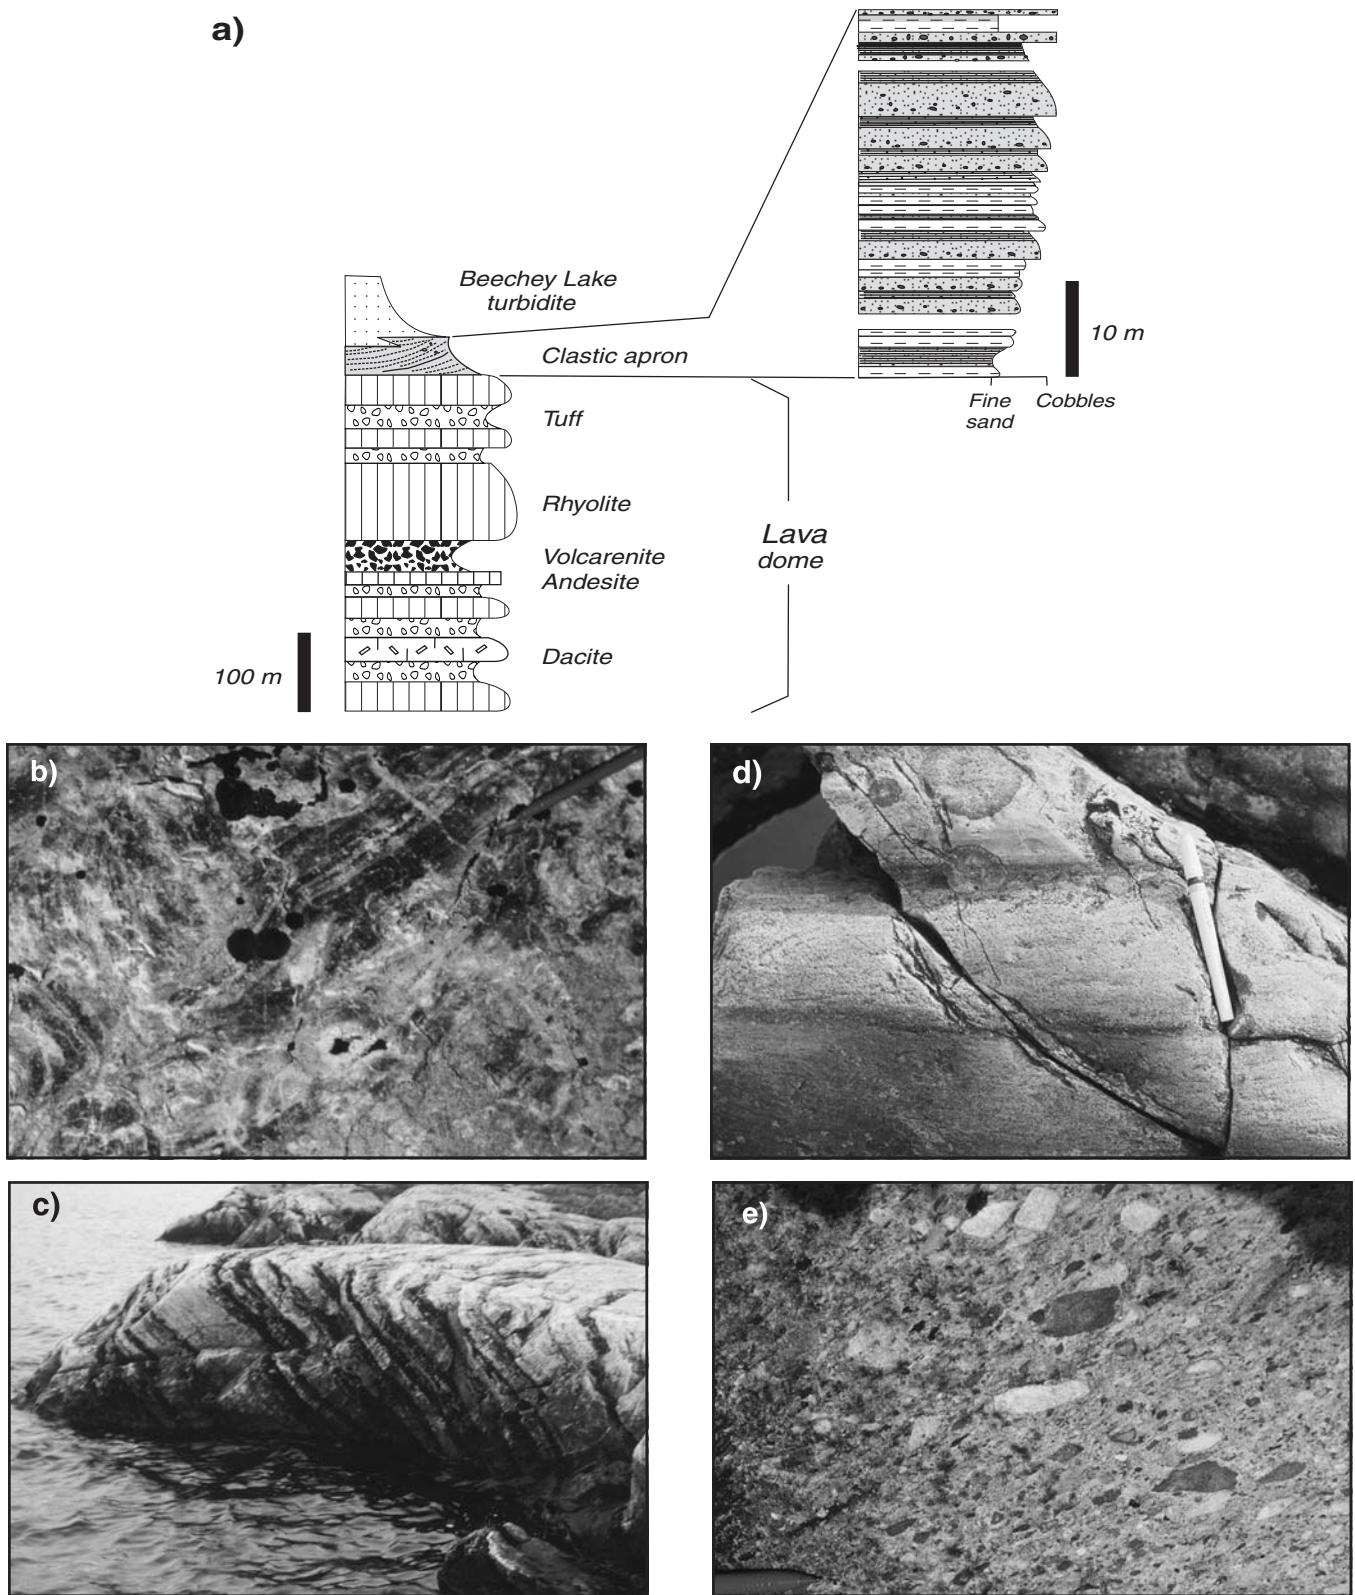 a)
Beechey Lake
turbidite
Clastic apron
10 m
Fine
sand
Cobbles
Tuff
Rhyolite
Lava
dome
Volcarenite
Andesite
Dacite
100 m
b)
d)
c)
e)